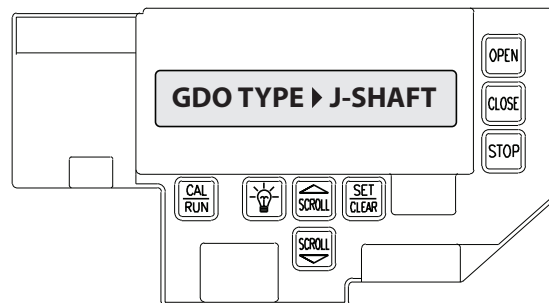 GDO TYPE ▶ J-SHAFT
OPEN
CLOSE
STOP
CAL
RUN
SCROLL
SET
CLEAR
SCROLL